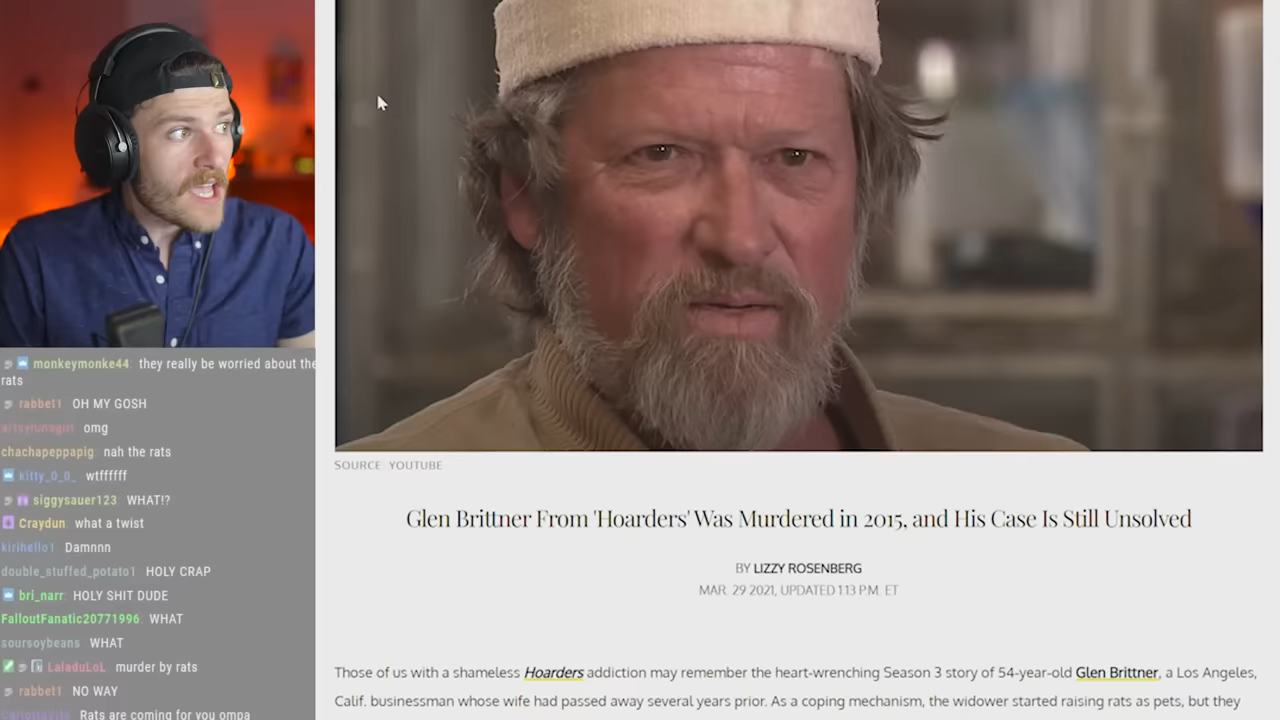 monkeymonke44: they really be worried about the
rats
rabbet1 OH MY GOSH
artsylunagirl omg
chachapeppapig nah the rats
kitty_0_0_ wtffffff
siggysauer123 WHAT!?
Craydun: what a twist
kirihello1 Damnnn
double_stuffed_potato1 HOLY CRAP
bri_narr: HOLY SHIT DUDE
FalloutFanatic20771996: WHAT
soursoybeans WHAT
LaladuLoL murder by rats
rabbet1 NO WAY
Rats are coming for you ompa
SOURCE: YOUTUBE
Glen Brittner From 'Hoarders' Was Murdered in 2015, and His Case Is Still Unsolved
BY LIZZY ROSENBERG
MAR. 29 2021, UPDATED 1:13 P.M. ET
Those of us with a shameless Hoarders addiction may remember the heart-wrenching Season 3 story of 54-year-old Glen Brittner, a Los Angeles,
Calif. businessman whose wife had passed away several years prior. As a coping mechanism, the widower started raising rats as pets, but they